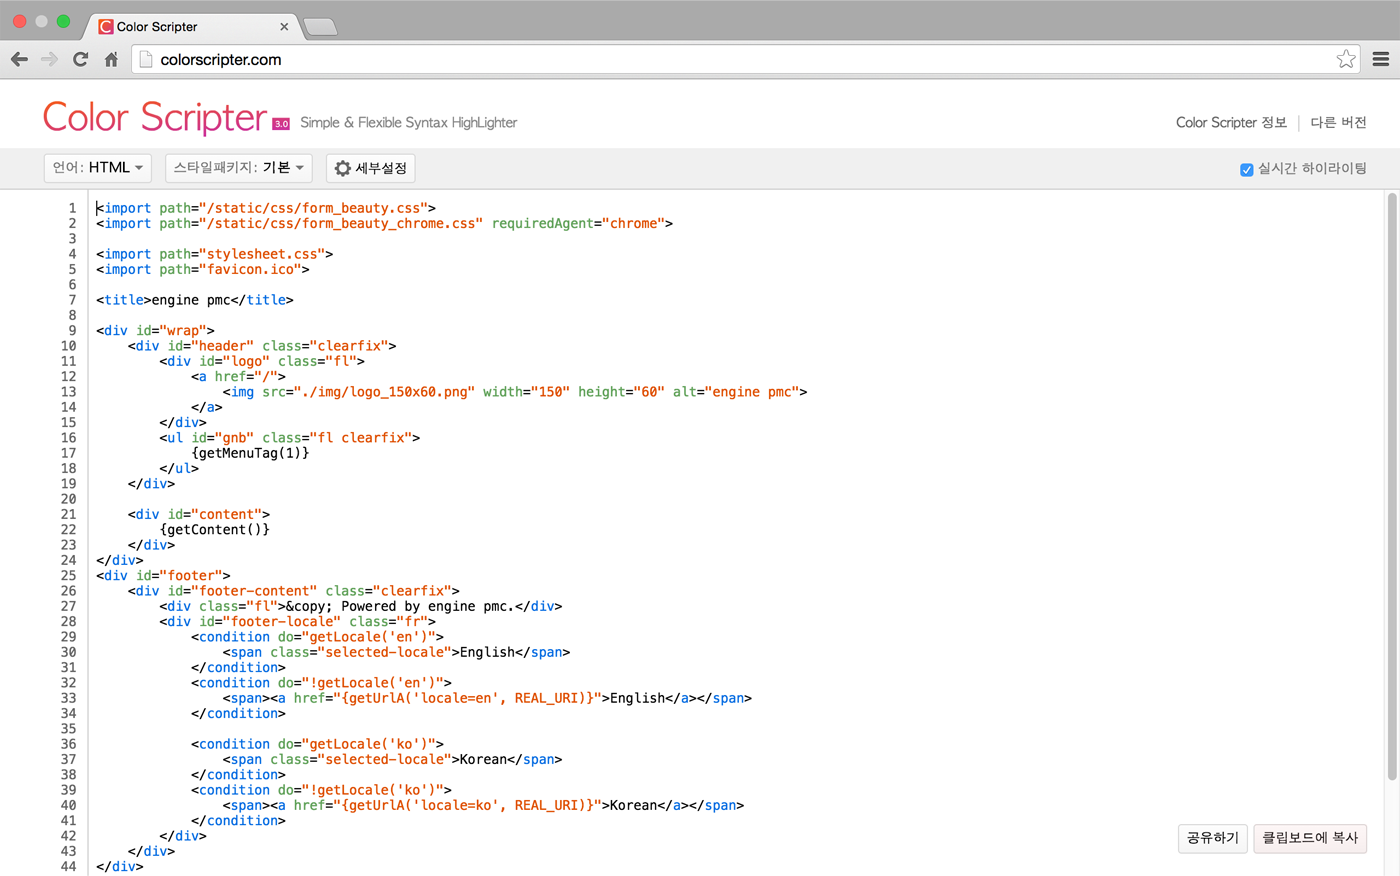 Color Scripter
colorscripter.com
Color Scripter 3.0 Simple & Flexible Syntax HighLighter
Color Scripter 정보 다른 버전
언어: HTML 스타일패키지: 기본 세부설정 실시간 하이라이팅
1 <import path="/static/css/form_beauty.css">
2 <import path="/static/css/form_beauty_chrome.css" requiredAgent="chrome">
3
4 <import path="stylesheet.css">
5 <import path="favicon.ico">
6
7 <title>engine pmc</title>
8
9 <div id="wrap">
10     <div id="header" class="clearfix">
11         <div id="logo" class="fl">
12             <a href="/">
13                 <img src="./img/logo_150x60.png" width="150" height="60" alt="engine pmc">
14             </a>
15         </div>
16         <ul id="gnb" class="fl clearfix">
17             {getMenuTag(1)}
18         </ul>
19     </div>
20
21     <div id="content">
22         {getContent()}
23     </div>
24 </div>
25 <div id="footer">
26     <div id="footer-content" class="clearfix">
27         <div class="fl">&copy; Powered by engine pmc.</div>
28         <div id="footer-locale" class="fr">
29             <condition do="getLocale('en')">
30                 <span class="selected-locale">English</span>
31             </condition>
32             <condition do="!getLocale('en')">
33                 <span><a href="{getUrlA('locale=en', REAL_URI)}">English</a></span>
34             </condition>
35
36             <condition do="getLocale('ko')">
37                 <span class="selected-locale">Korean</span>
38             </condition>
39             <condition do="!getLocale('ko')">
40                 <span><a href="{getUrlA('locale=ko', REAL_URI)}">Korean</a></span>
41             </condition>
42         </div>
43     </div>
44 </div>
공유하기 클립보드에 복사